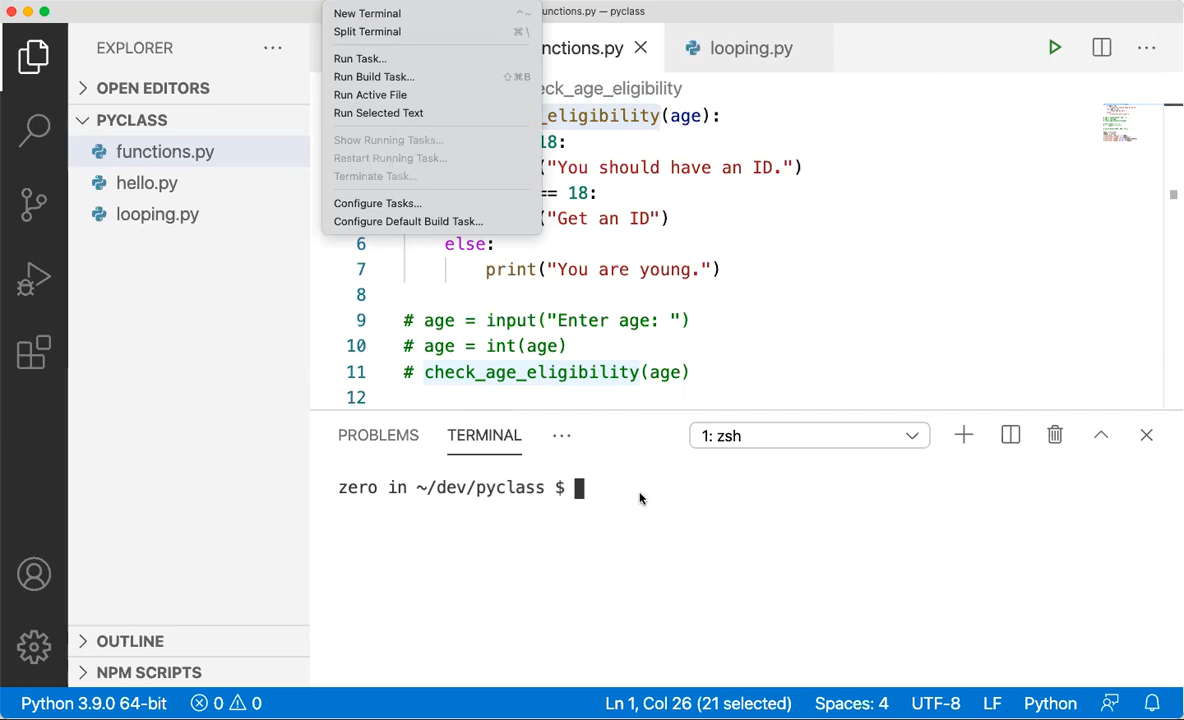 unctions.py — pyclass
New Terminal
Split Terminal ⌘\
Run Task...
Run Build Task... ⇧⌘B
Run Active File
Run Selected Text
Show Running Tasks...
Restart Running Task...
Terminate Task...
Configure Tasks...
Configure Default Build Task...
EXPLORER ...
OPEN EDITORS
PYCLASS
functions.py
hello.py
looping.py
OUTLINE
NPM SCRIPTS
nctions.py looping.py ...
eck_age_eligibility
_eligibility(age):
18:
("You should have an ID.")
== 18:
("Get an ID")
6 else:
7 print("You are young.")
8
9 # age = input("Enter age: ")
10 # age = int(age)
11 # check_age_eligibility(age)
12
PROBLEMS TERMINAL ... 1: zsh
zero in ~/dev/pyclass $
Python 3.9.0 64-bit 0 0 Ln 1, Col 26 (21 selected) Spaces: 4 UTF-8 LF Python